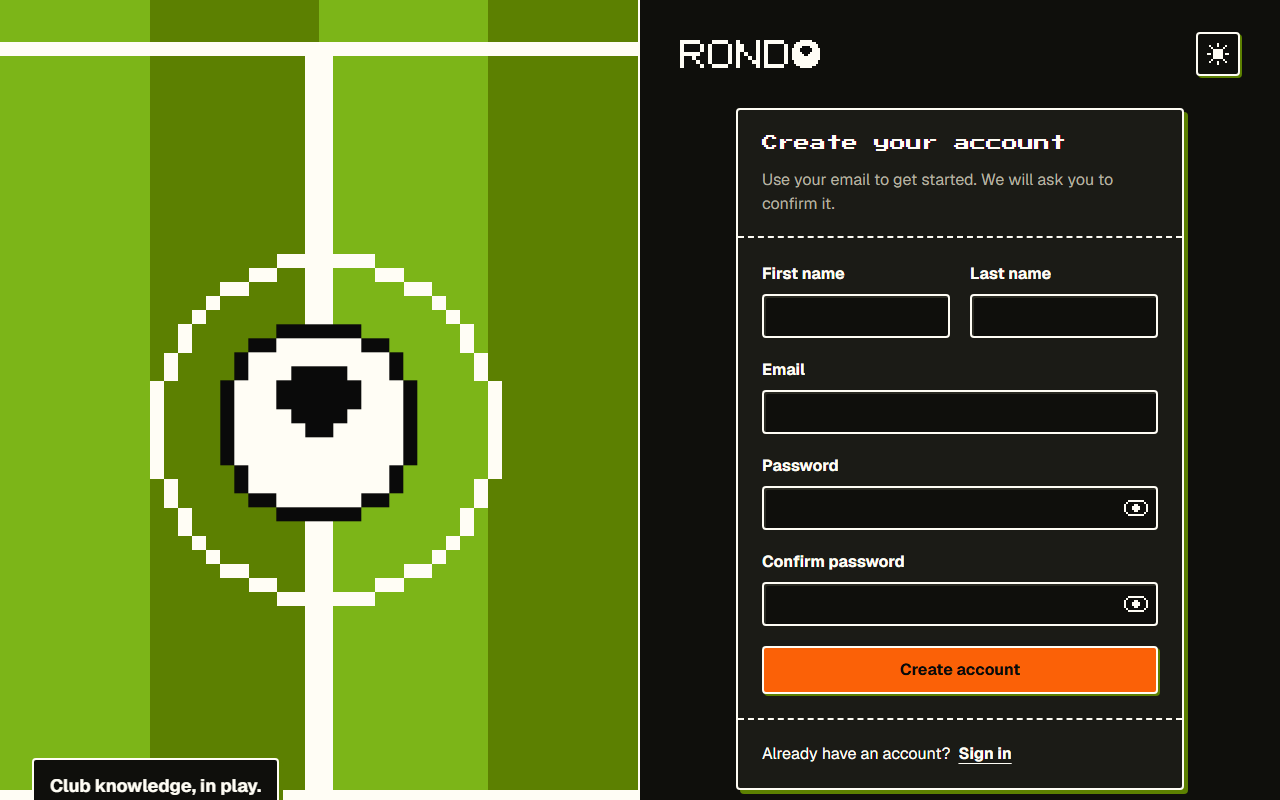 RONDO
Create your account
Use your email to get started. We will ask you to
confirm it.
First name
Last name
Email
Password
Confirm password
Create account
Already have an account? Sign in
Club knowledge, in play.